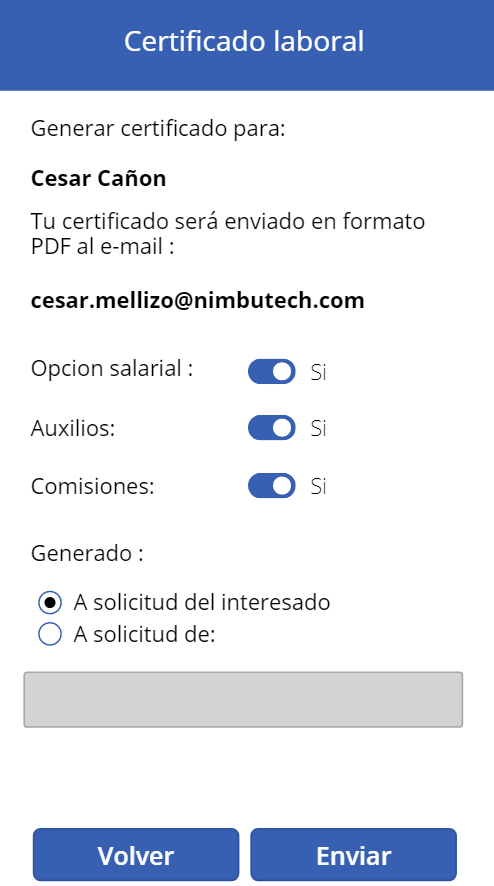 Certificado laboral
Generar certificado para:
Cesar Cañon
Tu certificado será enviado en formato
PDF al e-mail :
cesar.mellizo@nimbutech.com
Opcion salarial : Si
Auxilios: Si
Comisiones: Si
Generado :
A solicitud del interesado
A solicitud de:
Volver Enviar